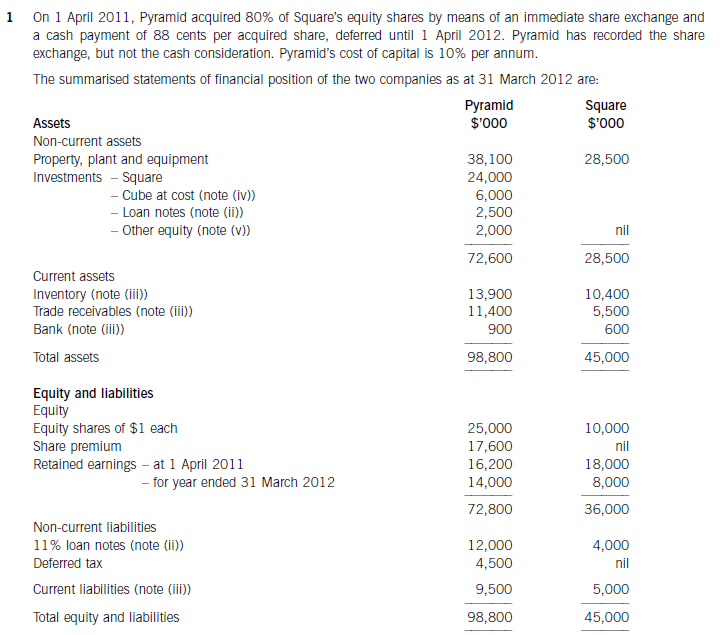 1 On 1 April 2011, Pyramid acquired 80% of Square's equity shares by means of an immediate share exchange and
a cash payment of 88 cents per acquired share, deferred until 1 April 2012. Pyramid has recorded the share
exchange, but not the cash consideration. Pyramid's cost of capital is 10% per annum.
The summarised statements of financial position of the two companies as at 31 March 2012 are:
Pyramid Square
Assets $'000 $'000
Non-current assets
Property, plant and equipment 38,100 28,500
Investments – Square 24,000
– Cube at cost (note (iv)) 6,000
– Loan notes (note (ii)) 2,500
– Other equity (note (v)) 2,000 nil
72,600 28,500
Current assets
Inventory (note (iii)) 13,900 10,400
Trade receivables (note (iii)) 11,400 5,500
Bank (note (iii)) 900 600
Total assets 98,800 45,000
Equity and liabilities
Equity
Equity shares of $1 each 25,000 10,000
Share premium 17,600 nil
Retained earnings – at 1 April 2011 16,200 18,000
– for year ended 31 March 2012 14,000 8,000
72,800 36,000
Non-current liabilities
11% loan notes (note (ii)) 12,000 4,000
Deferred tax 4,500 nil
Current liabilities (note (iii)) 9,500 5,000
Total equity and liabilities 98,800 45,000